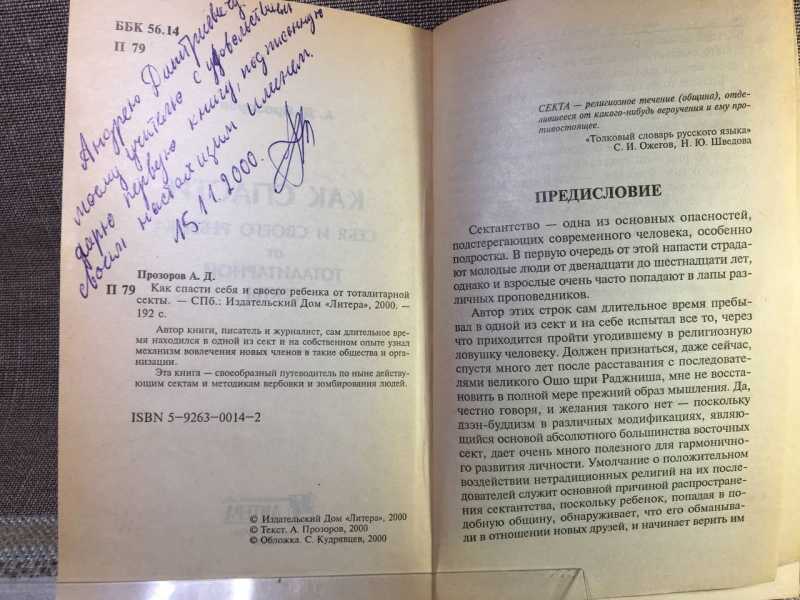 ББК 56.14
П 79
Андрею Дмитриевичу,
моему учителю с удовольствием
дарю первую книгу, подписанную
своим настоящим именем.
15.11.2000.
Прозоров А. Д.
П 79 Как спасти себя и своего ребенка от тоталитарной
секты. — СПб.: Издательский Дом «Литера», 2000. —
192 с.
Автор книги, писатель и журналист, сам длительное вре-
мя находился в одной из сект и на собственном опыте узнал
механизм вовлечения новых членов в такие общества и орга-
низации.
Эта книга — своеобразный путеводитель по ныне действу-
ющим сектам и методикам вербовки и зомбирования людей.
ISBN 5-9263-0014-2
© Издательский Дом «Литера», 2000
© Текст. А. Прозоров, 2000
© Обложка. С. Кудрявцев, 2000
СЕКТА — религиозное течение (община), отде-
лившееся от какого-нибудь вероучения и ему про-
тивостоящее.
«Толковый словарь русского языка»
С. И. Ожегов, Н. Ю. Шведова
ПРЕДИСЛОВИЕ
Сектантство — одна из основных опасностей,
подстерегающих современного человека, особенно
подростка. В первую очередь от этой напасти страда-
ют молодые люди от двенадцати до шестнадцати лет,
однако и взрослые очень часто попадают в лапы раз-
личных проповедников.
Автор этих строк сам длительное время пребы-
вал в одной из сект и на себе испытал все то, через
что приходится пройти угодившему в религиозную
ловушку человеку. Должен признаться, даже сейчас,
спустя много лет после расставания с последовате-
лями великого Ошо шри Раджниша, мне не восста-
новить в полной мере прежний образ мышления. Да,
честно говоря, и желания такого нет — поскольку
дзэн-буддизм в различных модификациях, являю-
щийся основой абсолютного большинства восточных
сект, дает очень много полезного для гармонично-
го развития личности. Умолчание о положительном
воздействии нетрадиционных религий на их после-
дователей служит основной причиной распростране-
ния сектантства, поскольку ребенок, попадая в по-
добную общину, обнаруживает, что его обманыва-
ли в отношении новых друзей, и начинает верить им